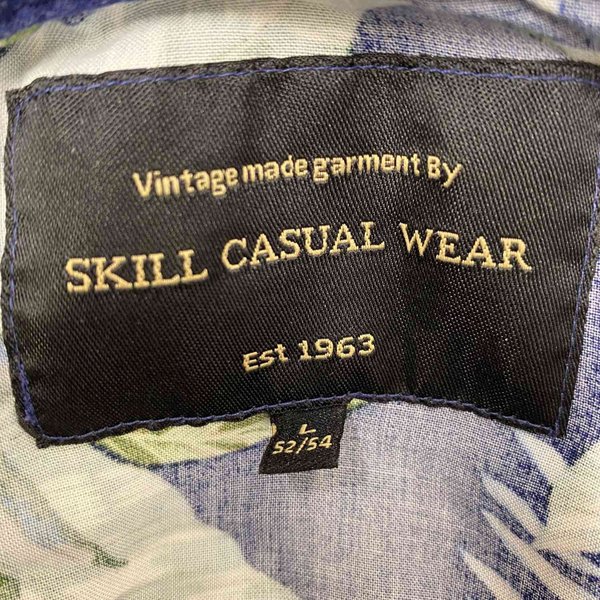 Vintage made garment By
SKILL CASUAL WEAR
Est 1963
L
52/54